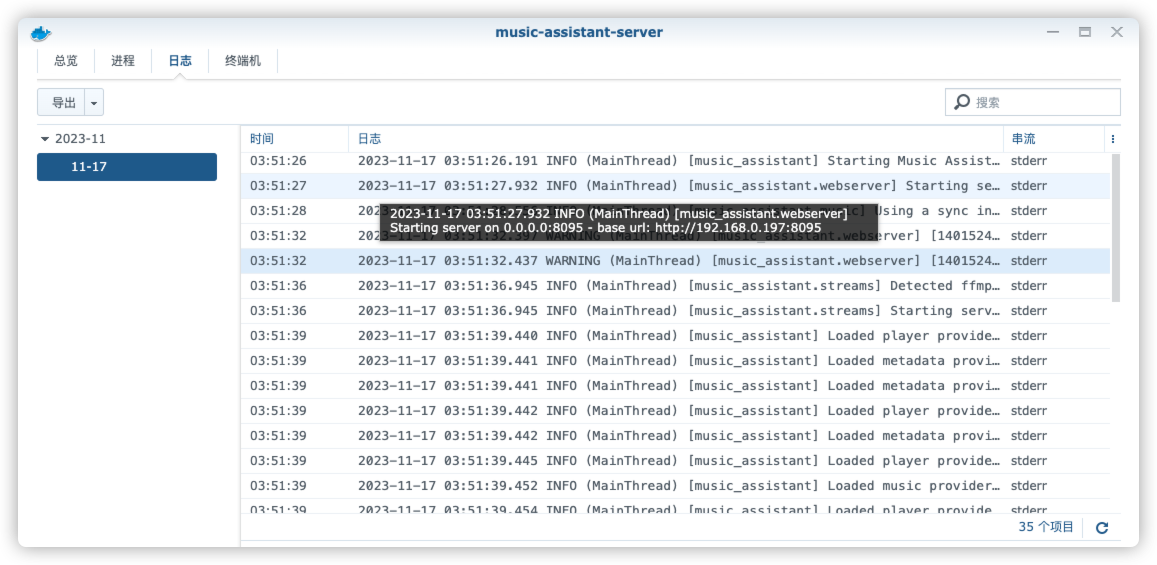 music-assistant-server
总览 进程 日志 终端机
导出 搜索
2023-11
11-17
时间 日志 串流
03:51:26 2023-11-17 03:51:26.191 INFO (MainThread) [music_assistant] Starting Music Assist… stderr
03:51:27 2023-11-17 03:51:27.932 INFO (MainThread) [music_assistant.webserver] Starting se… stderr
03:51:28 202 Using a sync in… stderr
2023-11-17 03:51:27.932 INFO (MainThread) [music_assistant.webserver]
Starting server on 0.0.0.0:8095 - base url: http://192.168.0.197:8095
03:51:32 2023-11-17 03:51:32.397 WARNING (MainThread) [music_assistant.webserver] [1401524… stderr
03:51:32 2023-11-17 03:51:32.437 WARNING (MainThread) [music_assistant.webserver] [1401524… stderr
03:51:36 2023-11-17 03:51:36.945 INFO (MainThread) [music_assistant.streams] Detected ffmp… stderr
03:51:36 2023-11-17 03:51:36.945 INFO (MainThread) [music_assistant.streams] Starting serv… stderr
03:51:39 2023-11-17 03:51:39.440 INFO (MainThread) [music_assistant] Loaded player provide… stderr
03:51:39 2023-11-17 03:51:39.441 INFO (MainThread) [music_assistant] Loaded metadata provi… stderr
03:51:39 2023-11-17 03:51:39.441 INFO (MainThread) [music_assistant] Loaded metadata provi… stderr
03:51:39 2023-11-17 03:51:39.442 INFO (MainThread) [music_assistant] Loaded player provide… stderr
03:51:39 2023-11-17 03:51:39.442 INFO (MainThread) [music_assistant] Loaded metadata provi… stderr
03:51:39 2023-11-17 03:51:39.445 INFO (MainThread) [music_assistant] Loaded player provide… stderr
03:51:39 2023-11-17 03:51:39.452 INFO (MainThread) [music_assistant] Loaded music provider… stderr
03:51:39 2023-11-17 03:51:39.454 INFO (MainThread) [music_assistant] Loaded player provide… stderr
35 个项目